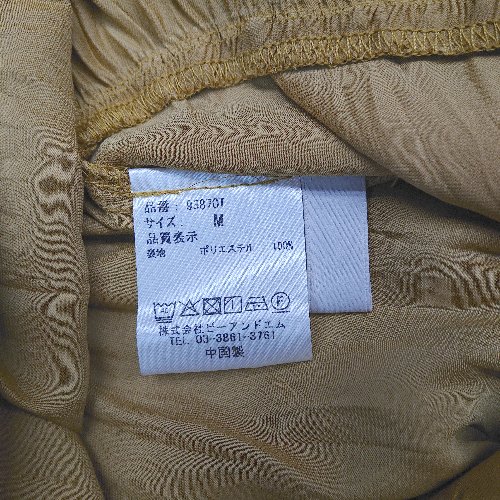 品番: 938701
サイズ: M
品質表示
表地 ポリエステル 100%
株式会社ビーアンドエム
TEL 03-3861-3761
中国製